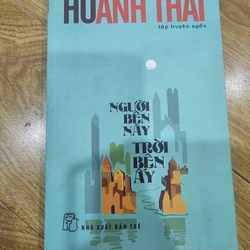 HỒ ANH THÁI
tập truyện ngắn
NGƯỜI
BÊN
NÀY
TRỜI
BÊN
ẤY
NHÀ XUẤT BẢN TRẺ